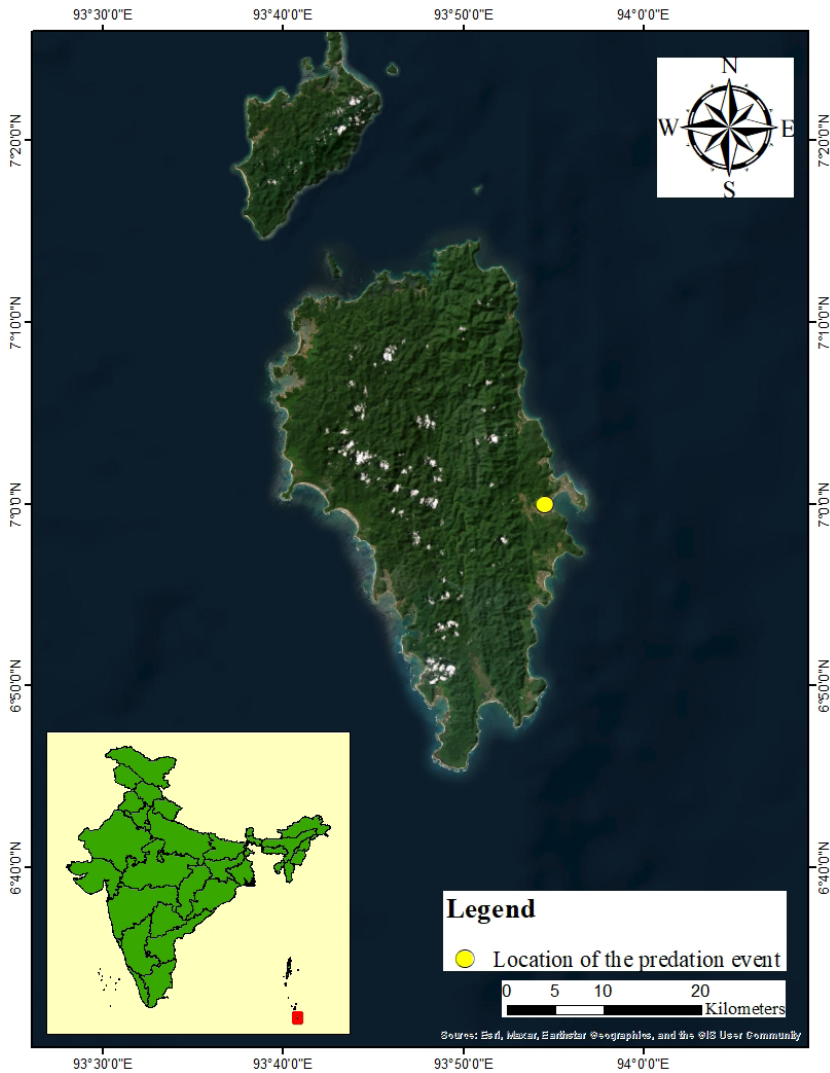 93°30'0"E 93°40'0"E 93°50'0"E 94°0'0"E
N
W E
S
7°20'0"N 7°20'0"N
7°10'0"N 7°10'0"N
7°0'0"N 7°0'0"N
6°50'0"N 6°50'0"N
6°40'0"N 6°40'0"N
Legend
Location of the predation event
0 5 10 20
Kilometers
Source: Esri, Maxar, Earthstar Geographics, and the GIS User Community
93°30'0"E 93°40'0"E 93°50'0"E 94°0'0"E